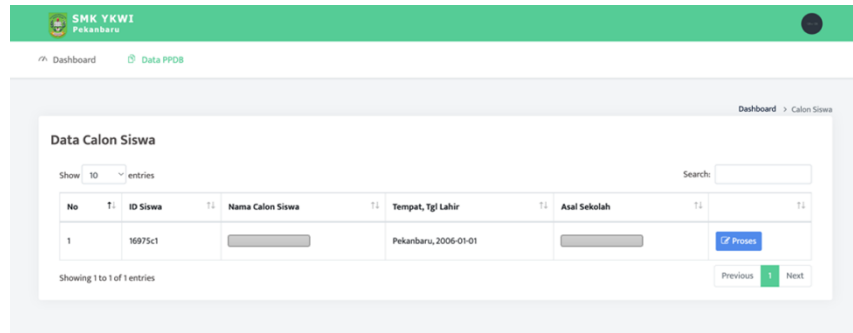 SMK YKWI
Pekanbaru
Dashboard Data PPDB
Dashboard > Calon Siswa
Data Calon Siswa
Show 10 entries Search:
No ID Siswa Nama Calon Siswa Tempat, Tgl Lahir Asal Sekolah
1 16975c1 Pekanbaru, 2006-01-01 Proses
Showing 1 to 1 of 1 entries Previous 1 Next